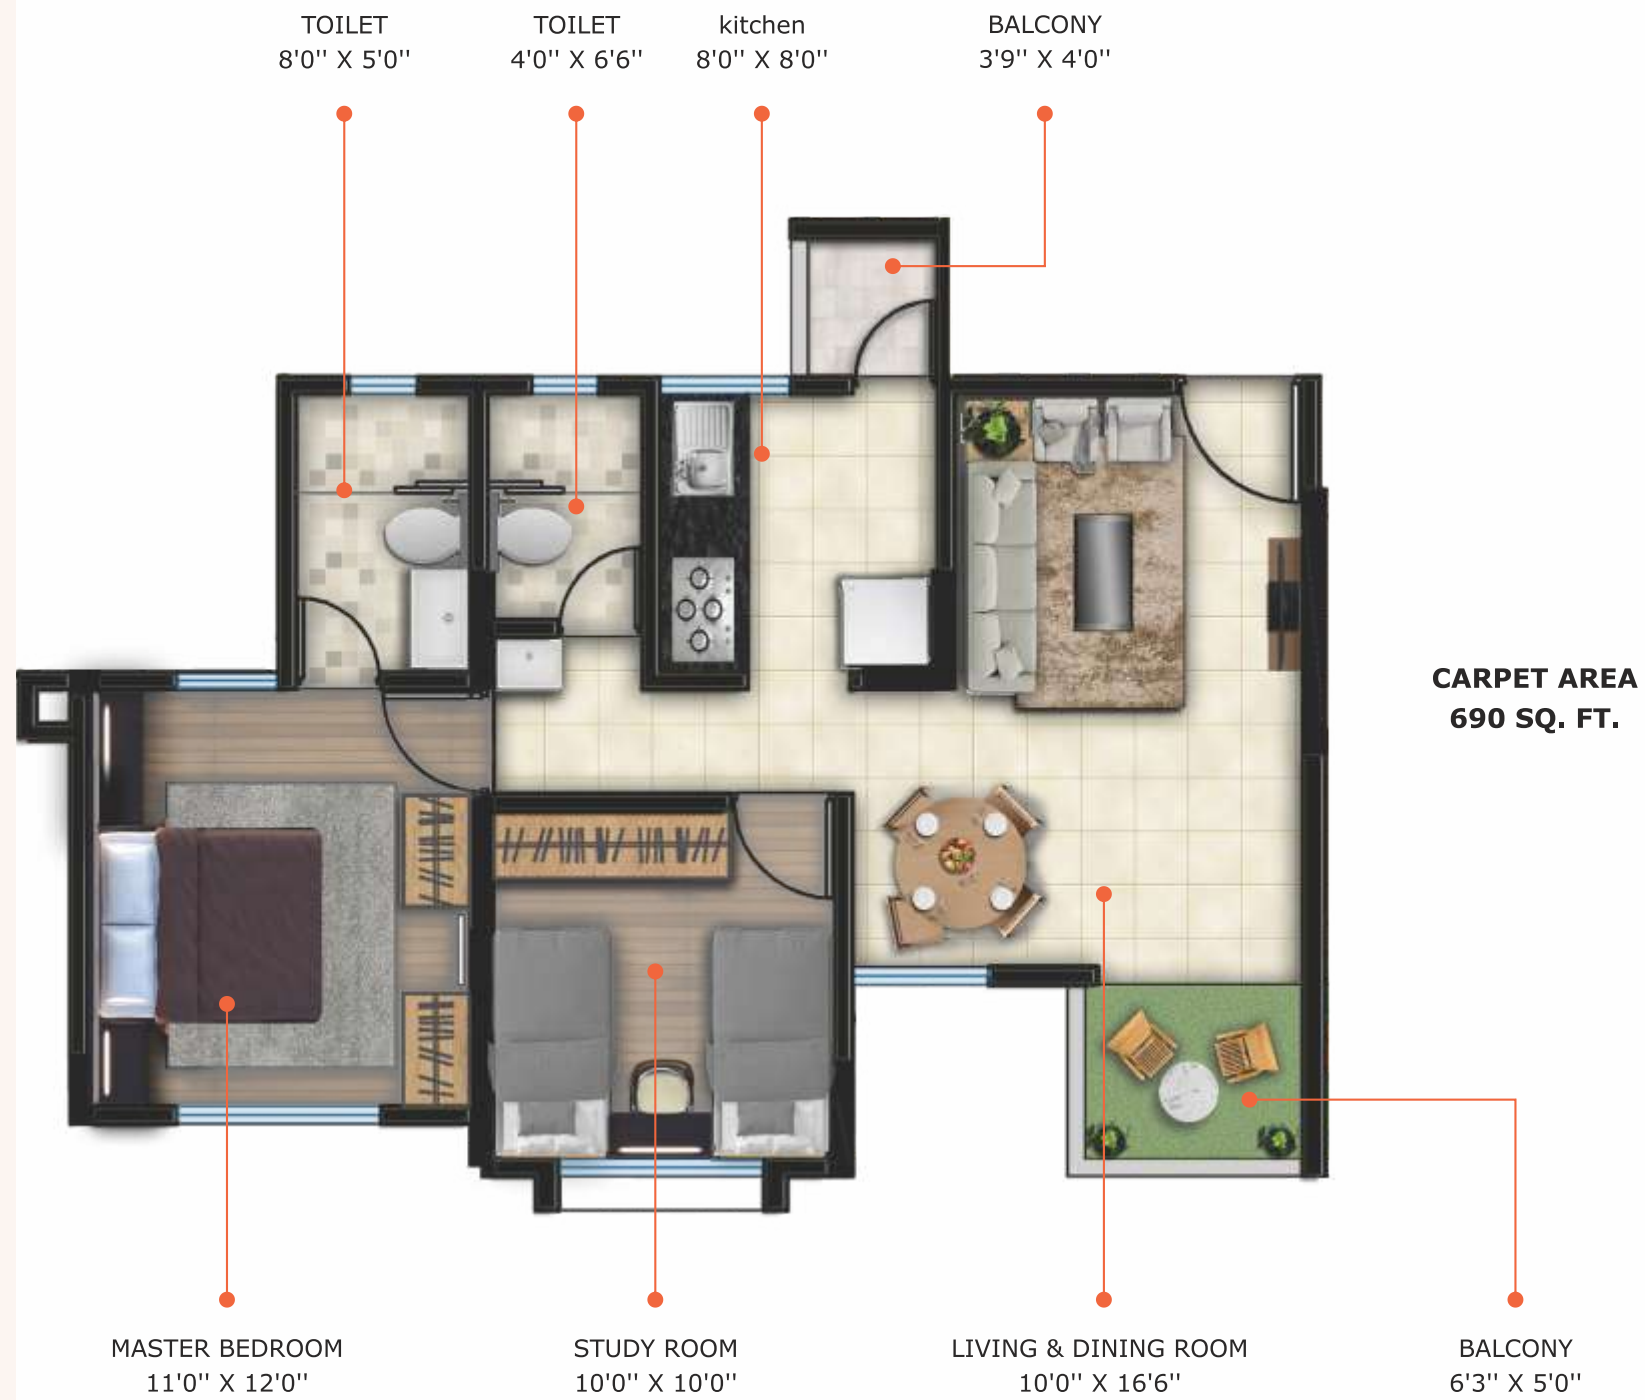 TOILET
8'0'' X 5'0''
TOILET
4'0'' X 6'6''
kitchen
8'0'' X 8'0''
BALCONY
3'9'' X 4'0''
CARPET AREA
690 SQ. FT.
MASTER BEDROOM
11'0'' X 12'0''
STUDY ROOM
10'0'' X 10'0''
LIVING & DINING ROOM
10'0'' X 16'6''
BALCONY
6'3'' X 5'0''